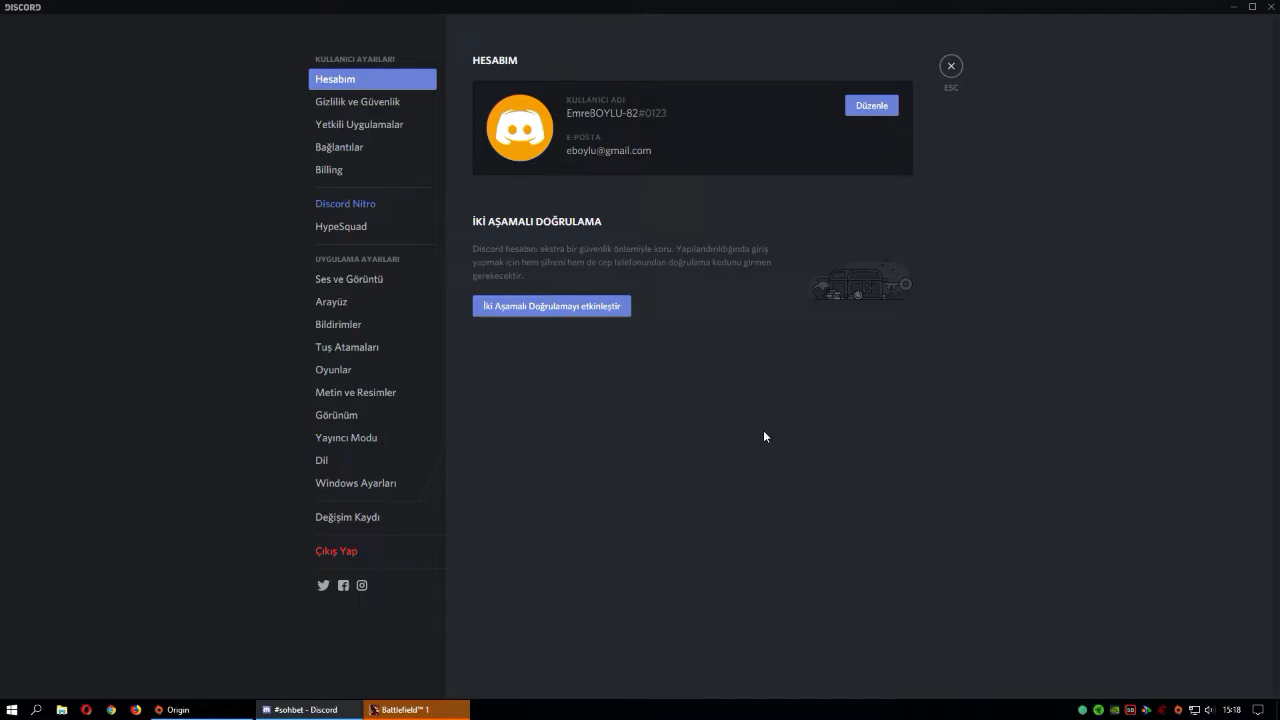 DISCORD
KULLANICI AYARLARI
Hesabım
Gizlilik ve Güvenlik
Yetkili Uygulamalar
Bağlantılar
Billing
Discord Nitro
HypeSquad
UYGULAMA AYARLARI
Ses ve Görüntü
Arayüz
Bildirimler
Tuş Atamaları
Oyunlar
Metin ve Resimler
Görünüm
Yayıncı Modu
Dil
Windows Ayarları
Değişim Kaydı
Çıkış Yap
HESABIM
KULLANICI ADI
EmreBOYLU-82#0123
Düzenle
E-POSTA
eboylu@gmail.com
ESC
İKİ AŞAMALI DOĞRULAMA
Discord hesabını ekstra bir güvenlik önlemiyle koru. Yapılandırıldığında giriş
yapmak için hem şifreni hem de cep telefonundan doğrulama kodunu girmen
gerekecektir.
İki Aşamalı Doğrulamayı etkinleştir
Origin
#sohbet - Discord
Battlefield™ 1
15:18